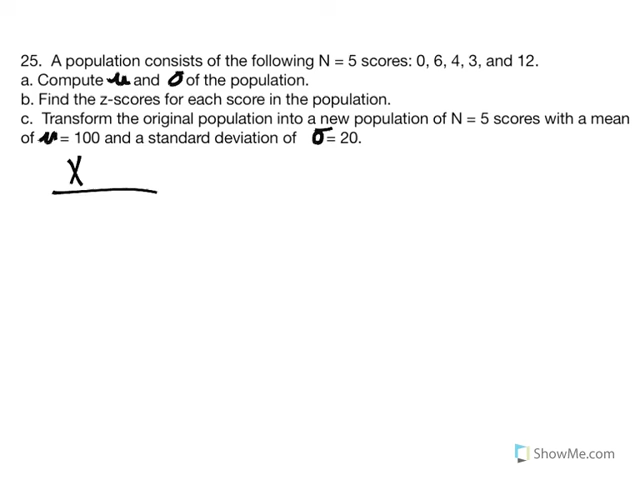 25. A population consists of the following N = 5 scores: 0, 6, 4, 3, and 12.
a. Compute μ and σ of the population.
b. Find the z-scores for each score in the population.
c. Transform the original population into a new population of N = 5 scores with a mean
of μ = 100 and a standard deviation of σ = 20.
X
ShowMe.com